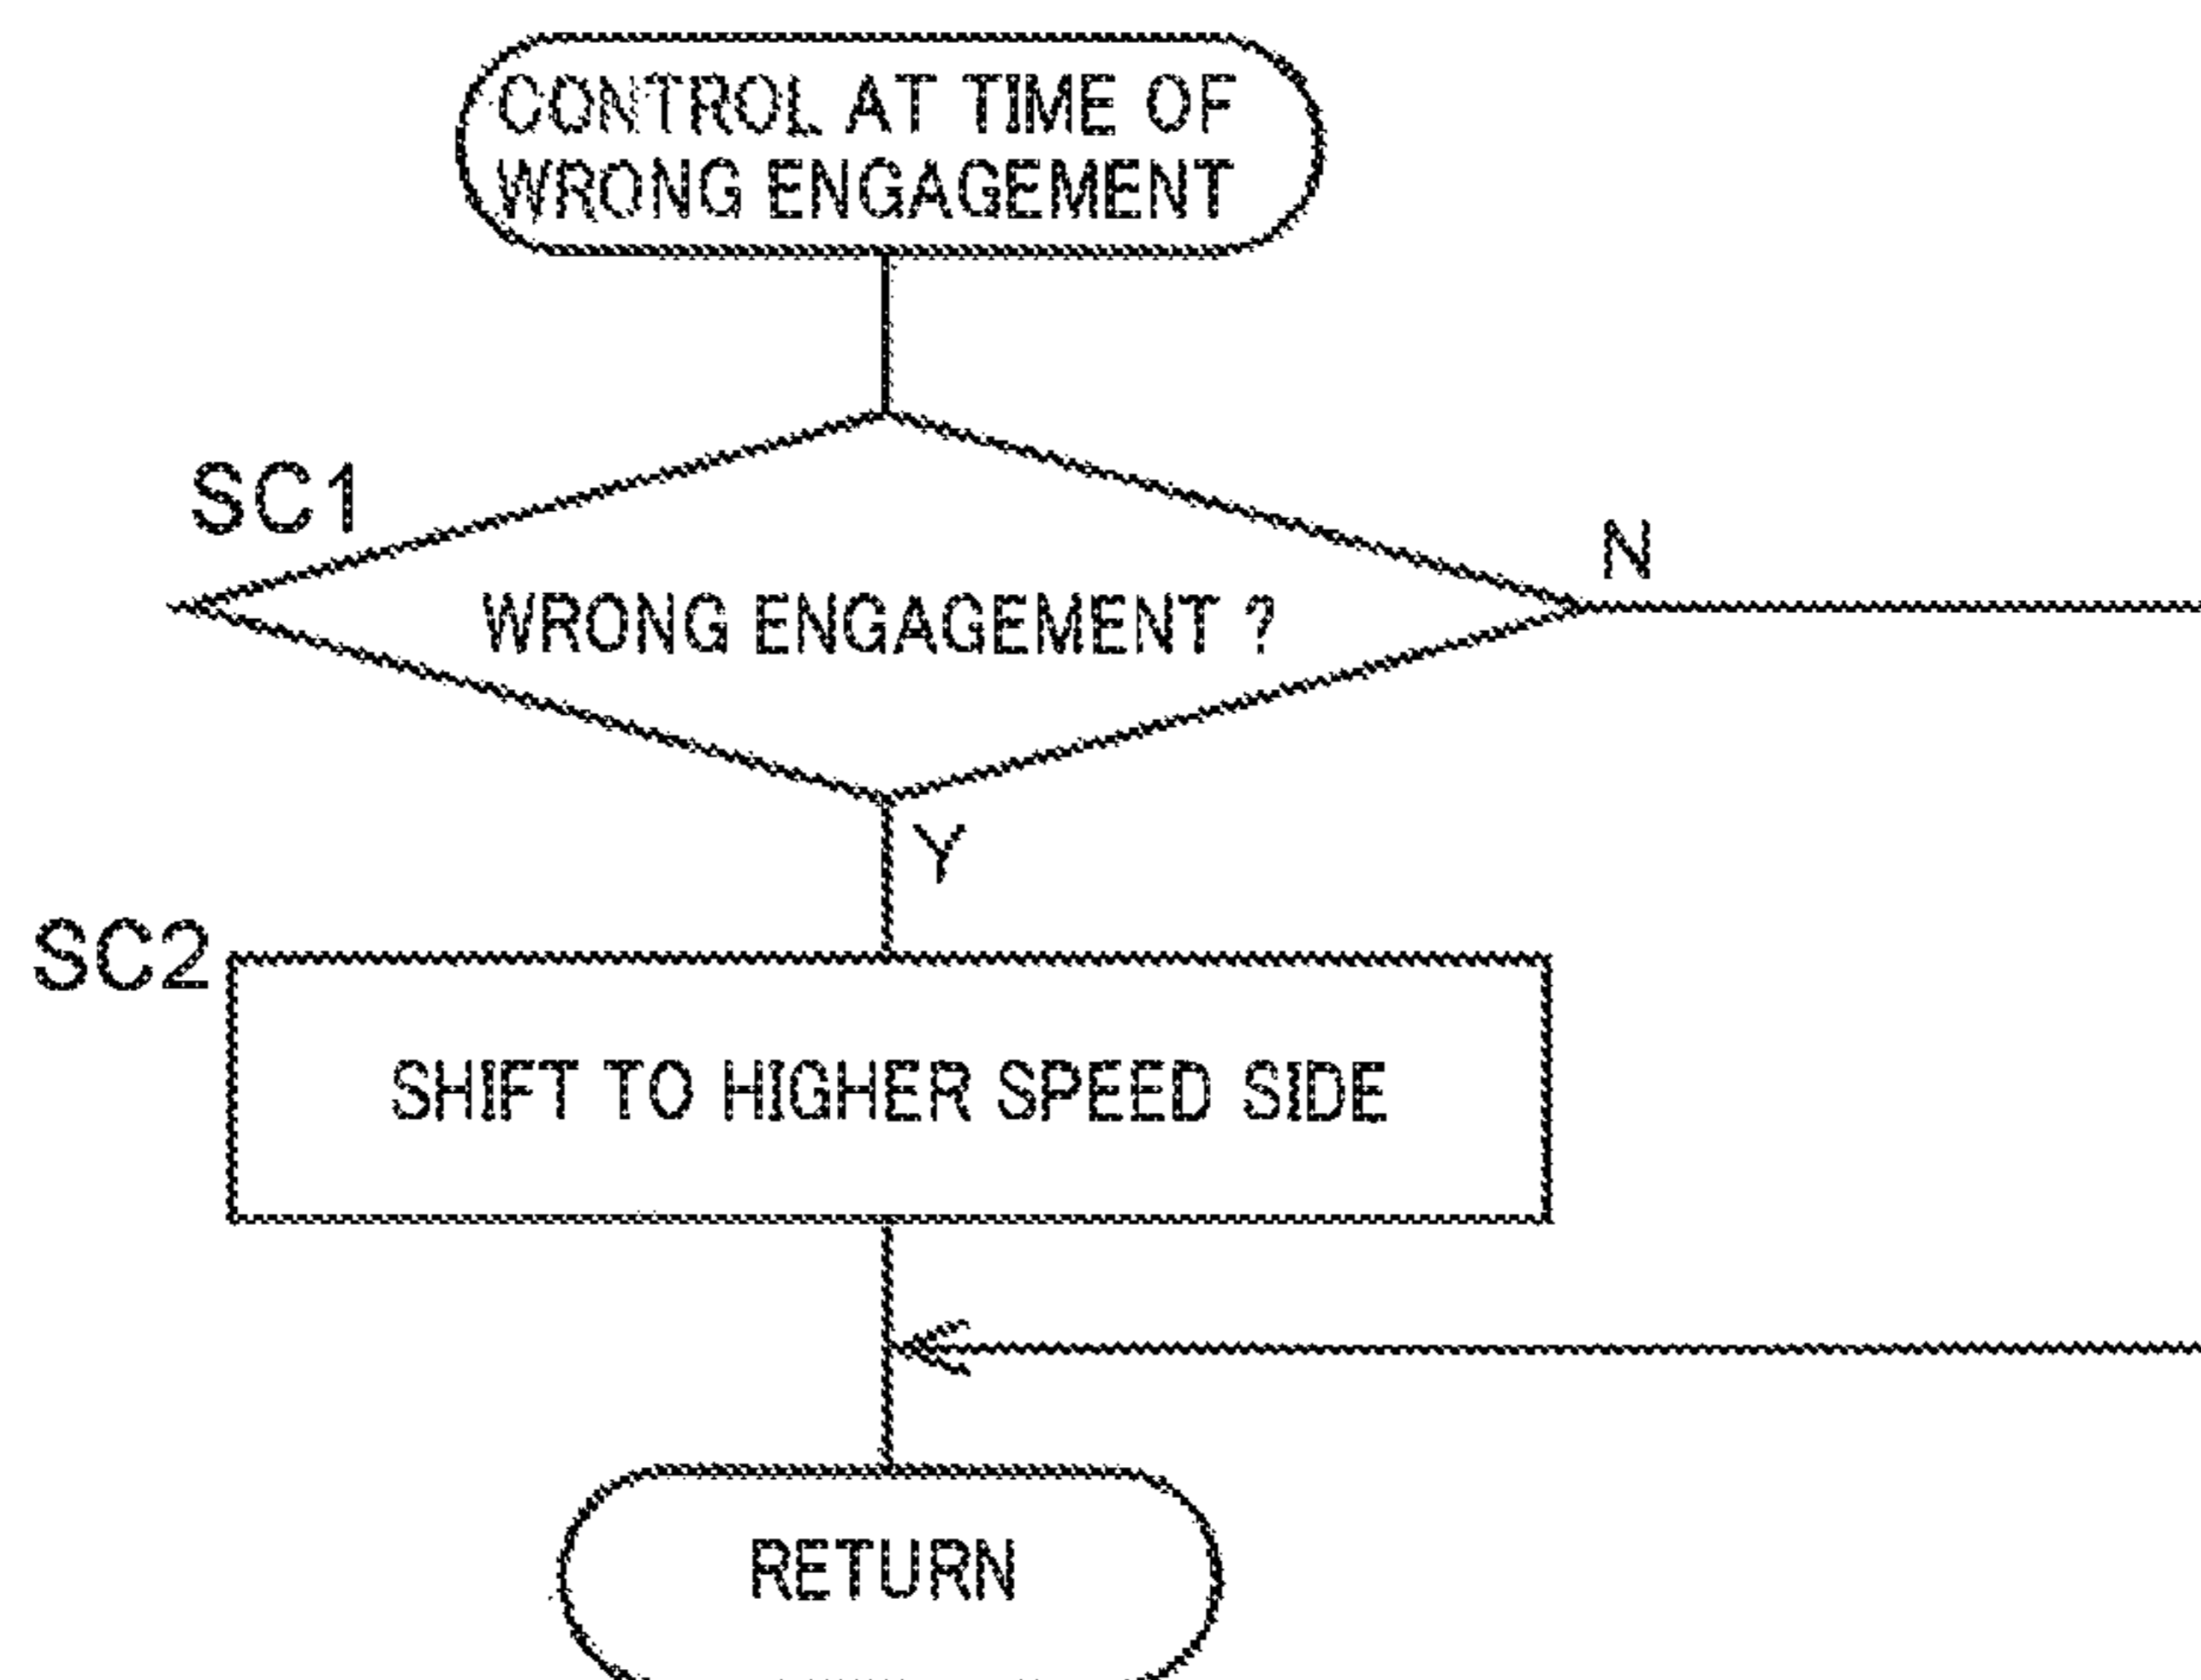 CONTROL AT TIME OF
WRONG ENGAGEMENT
SC1
N
WRONG ENGAGEMENT ?
Y
SC2
SHIFT TO HIGHER SPEED SIDE
RETURN